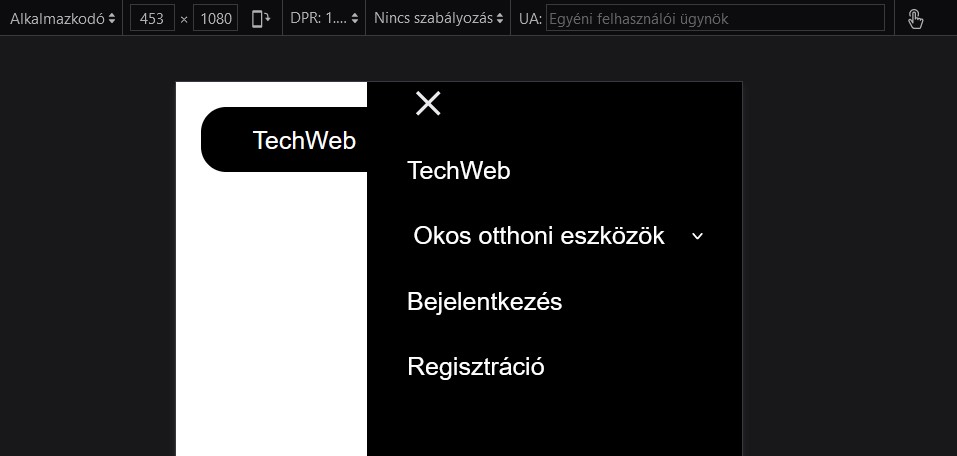 Alkalmazkodó 453 × 1080 DPR: 1.... Nincs szabályozás UA: Egyéni felhasználói ügynök
TechWeb
TechWeb
Okos otthoni eszközök
Bejelentkezés
Regisztráció